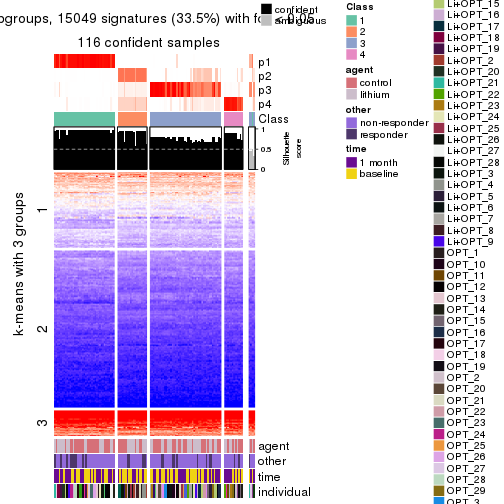 ogroups, 15049 signatures (33.5%) with fdr < 0.05
confident
ambiguous
116 confident samples
p1
p2
p3
p4
Class
1
0.5
0
Silhouette
score
k-means with 3 groups
1
2
3
agent
other
time
individual
Class
1
2
3
4
agent
control
lithium
other
non-responder
responder
time
1 month
baseline
Li+OPT_15
Li+OPT_16
Li+OPT_17
Li+OPT_18
Li+OPT_19
Li+OPT_2
Li+OPT_20
Li+OPT_21
Li+OPT_22
Li+OPT_23
Li+OPT_24
Li+OPT_25
Li+OPT_26
Li+OPT_27
Li+OPT_28
Li+OPT_3
Li+OPT_4
Li+OPT_5
Li+OPT_6
Li+OPT_7
Li+OPT_8
Li+OPT_9
OPT_1
OPT_10
OPT_11
OPT_12
OPT_13
OPT_14
OPT_15
OPT_16
OPT_17
OPT_18
OPT_19
OPT_2
OPT_20
OPT_21
OPT_22
OPT_23
OPT_24
OPT_25
OPT_26
OPT_27
OPT_28
OPT_29